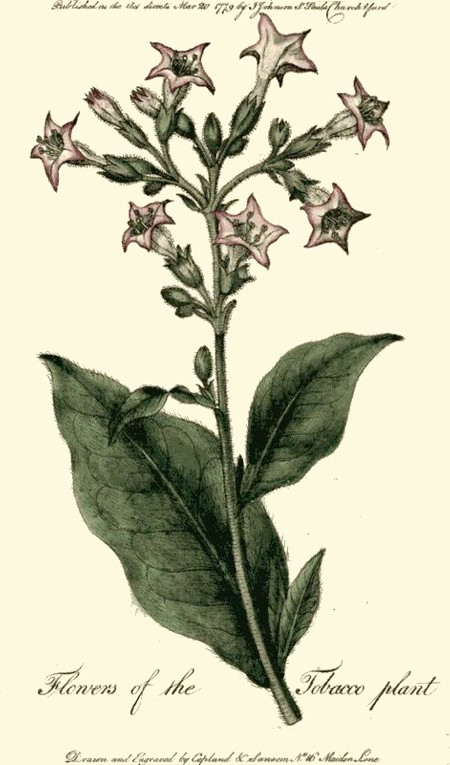 Published as the Act directs Mar 20 1779 by J Johnson St Pauls Church Yard
Flowers of the Tobacco plant
Drawn and Engraved by Copland & Sansom No. 16 Maiden Lane